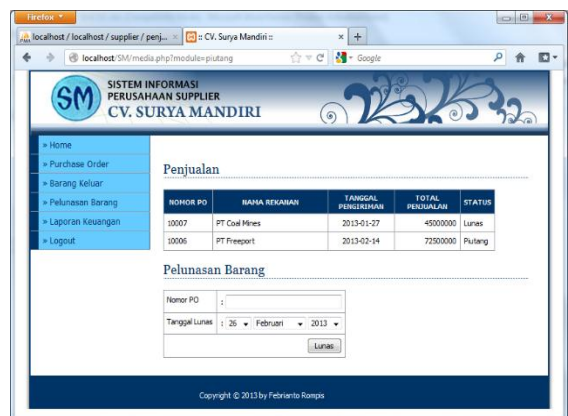 Firefox
localhost / localhost / supplier / penj...
:: CV. Surya Mandiri ::
localhost/SM/media.php?module=piutang
Google
SM
SISTEM INFORMASI
PERUSAHAAN SUPPLIER
CV. SURYA MANDIRI
» Home
» Purchase Order
» Barang Keluar
» Pelunasan Barang
» Laporan Keuangan
» Logout
Penjualan
NOMOR PO NAMA REKANAN TANGGAL PENGIRIMAN TOTAL PENJUALAN STATUS
10007 PT Coal Mines 2013-01-27 45000000 Lunas
10006 PT Freeport 2013-02-14 72500000 Piutang
Pelunasan Barang
Nomor PO :
Tanggal Lunas : 26 Februari 2013
Lunas
Copyright © 2013 by Febrianto Rompis